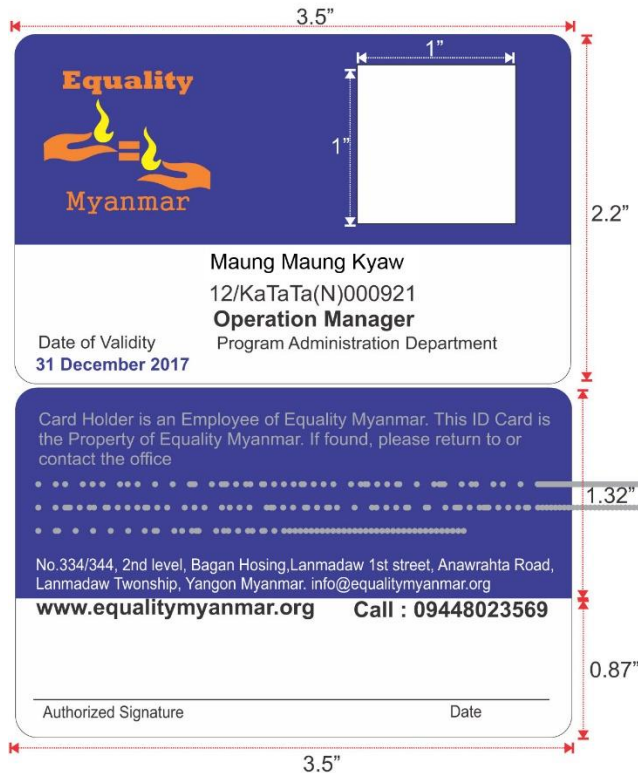 3.5”
Equality
1”
1”
2.2”
Myanmar
Maung Maung Kyaw
12/KaTaTa(N)000921
Operation Manager
Date of Validity
Program Administration Department
31 December 2017
Card Holder is an Employee of Equality Myanmar. This ID Card is
the Property of Equality Myanmar. If found, please return to or
contact the office
1.32”
No.334/344, 2nd level, Bagan Hosing,Lanmadaw 1st street, Anawrahta Road,
Lanmadaw Twonship, Yangon Myanmar. info@equalitymyanmar.org
www.equalitymyanmar.org Call : 09448023569
0.87”
Authorized Signature Date
3.5”